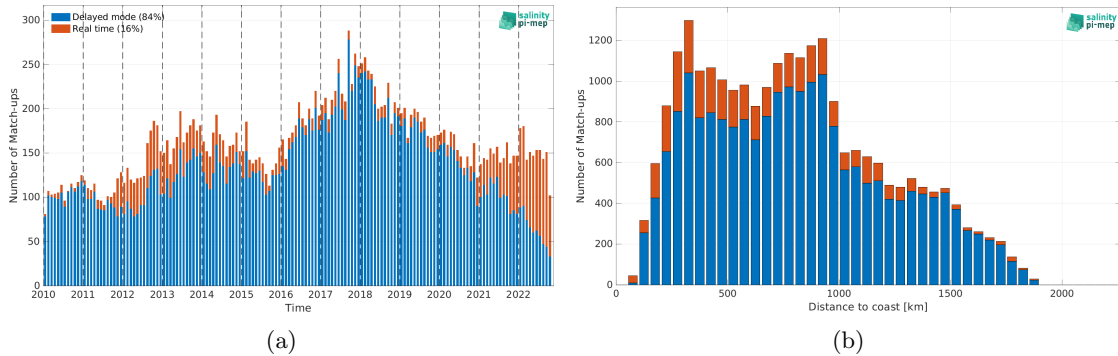 Delayed mode (84%)
Real time (16%)
salinity
pi-mep
Number of Match-ups
300
250
200
150
100
50
0
2010 2011 2012 2013 2014 2015 2016 2017 2018 2019 2020 2021 2022
Time
(a)
salinity
pi-mep
Number of Match-ups
1200
1000
800
600
400
200
0
0 500 1000 1500 2000
Distance to coast [km]
(b)